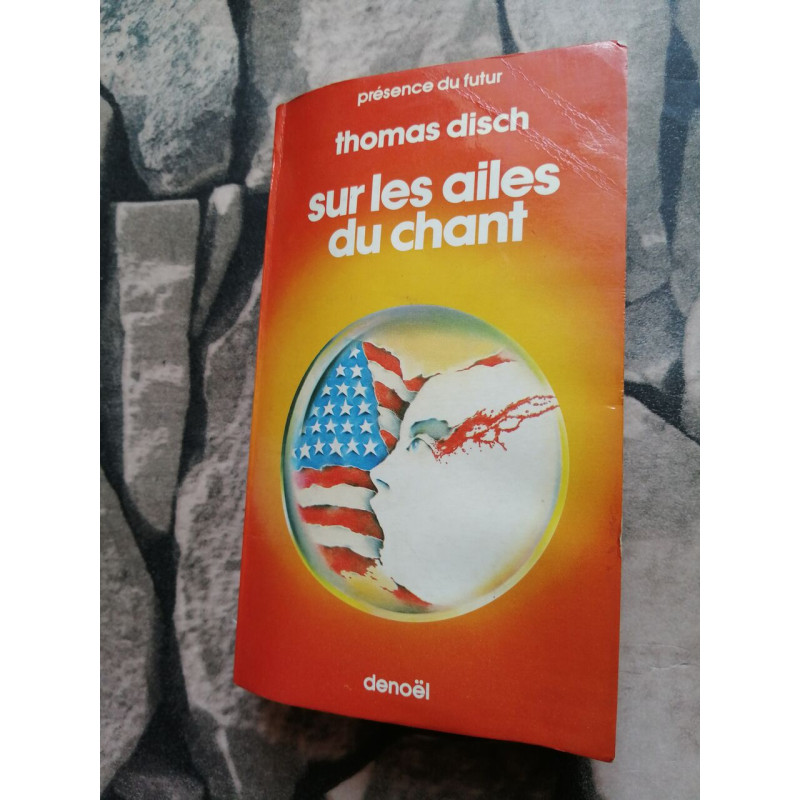 présence du futur
thomas disch
sur les ailes
du chant
denoël